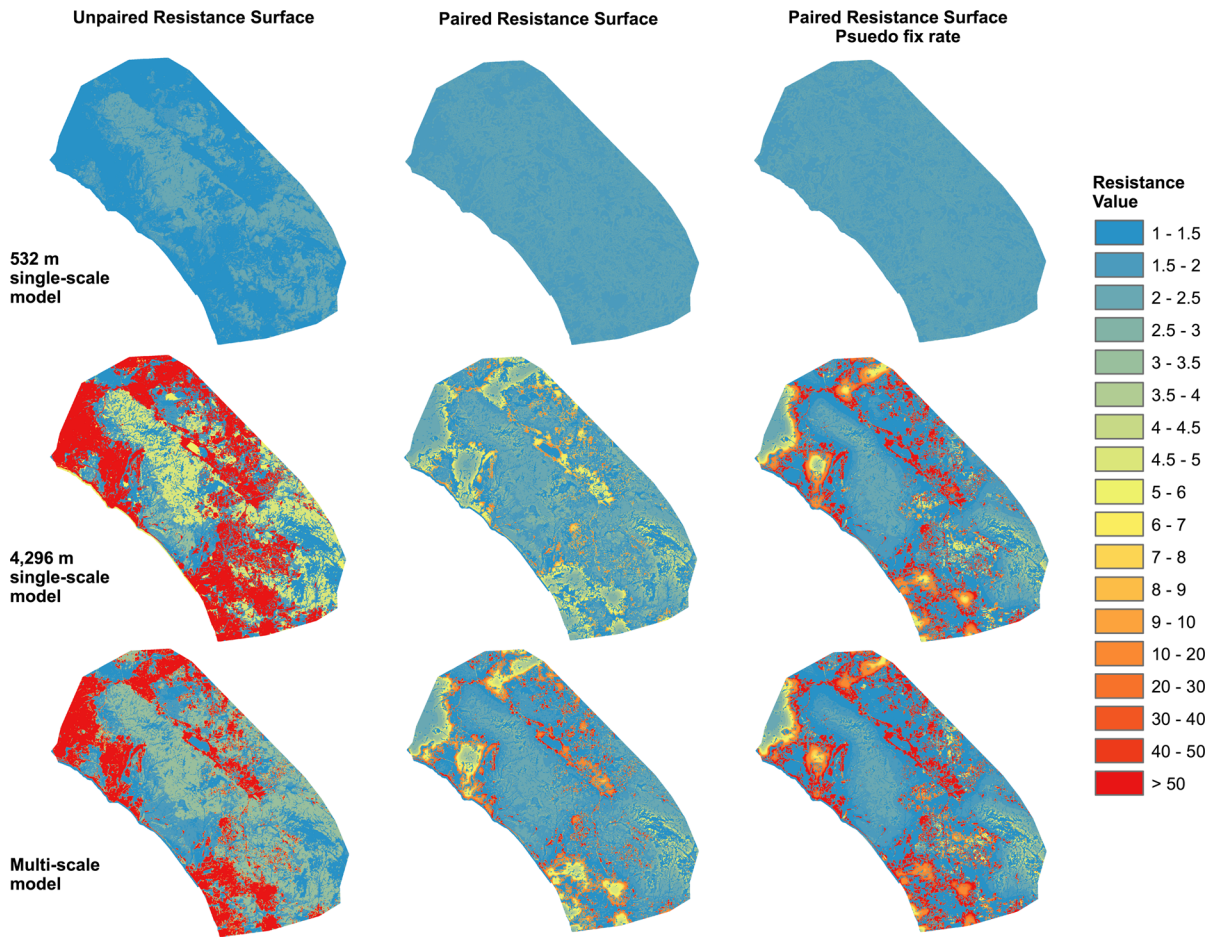 Unpaired Resistance Surface
Paired Resistance Surface
Paired Resistance Surface
Psuedo fix rate
532 m
single-scale
model
4,296 m
single-scale
model
Multi-scale
model
Resistance
Value
1 - 1.5
1.5 - 2
2 - 2.5
2.5 - 3
3 - 3.5
3.5 - 4
4 - 4.5
4.5 - 5
5 - 6
6 - 7
7 - 8
8 - 9
9 - 10
10 - 20
20 - 30
30 - 40
40 - 50
> 50